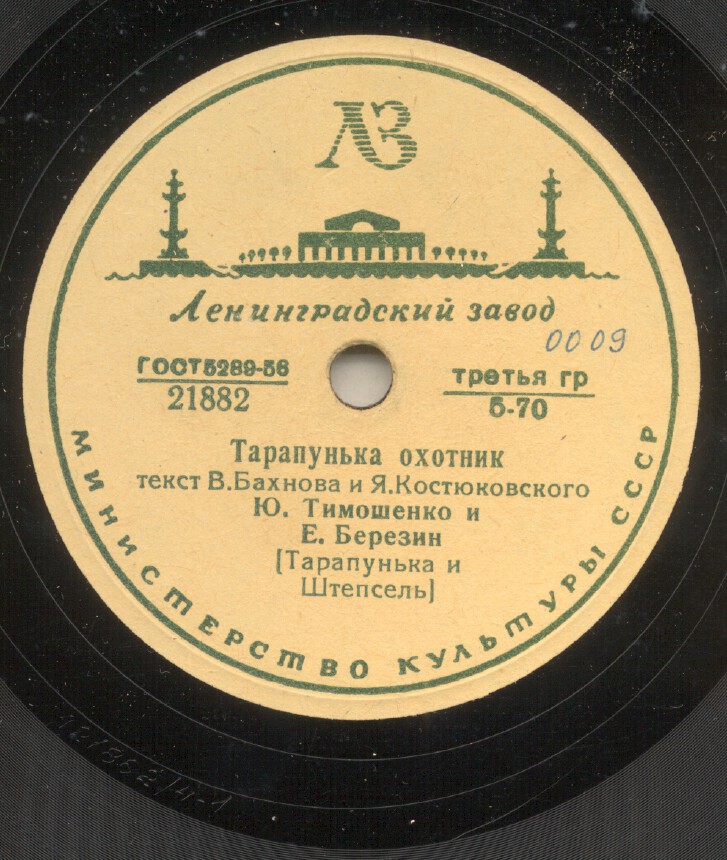 ЛЗ
Ленинградский завод
0009
ГОСТ5289-56
21882
третья гр
6-70
Тарапунька охотник
текст В.Бахнова и Я.Костюковского
Ю. Тимошенко и
Е. Березин
[Тарапунька и
Штепсель]
МИНИСТЕРСТВО КУЛЬТУРЫ СССР